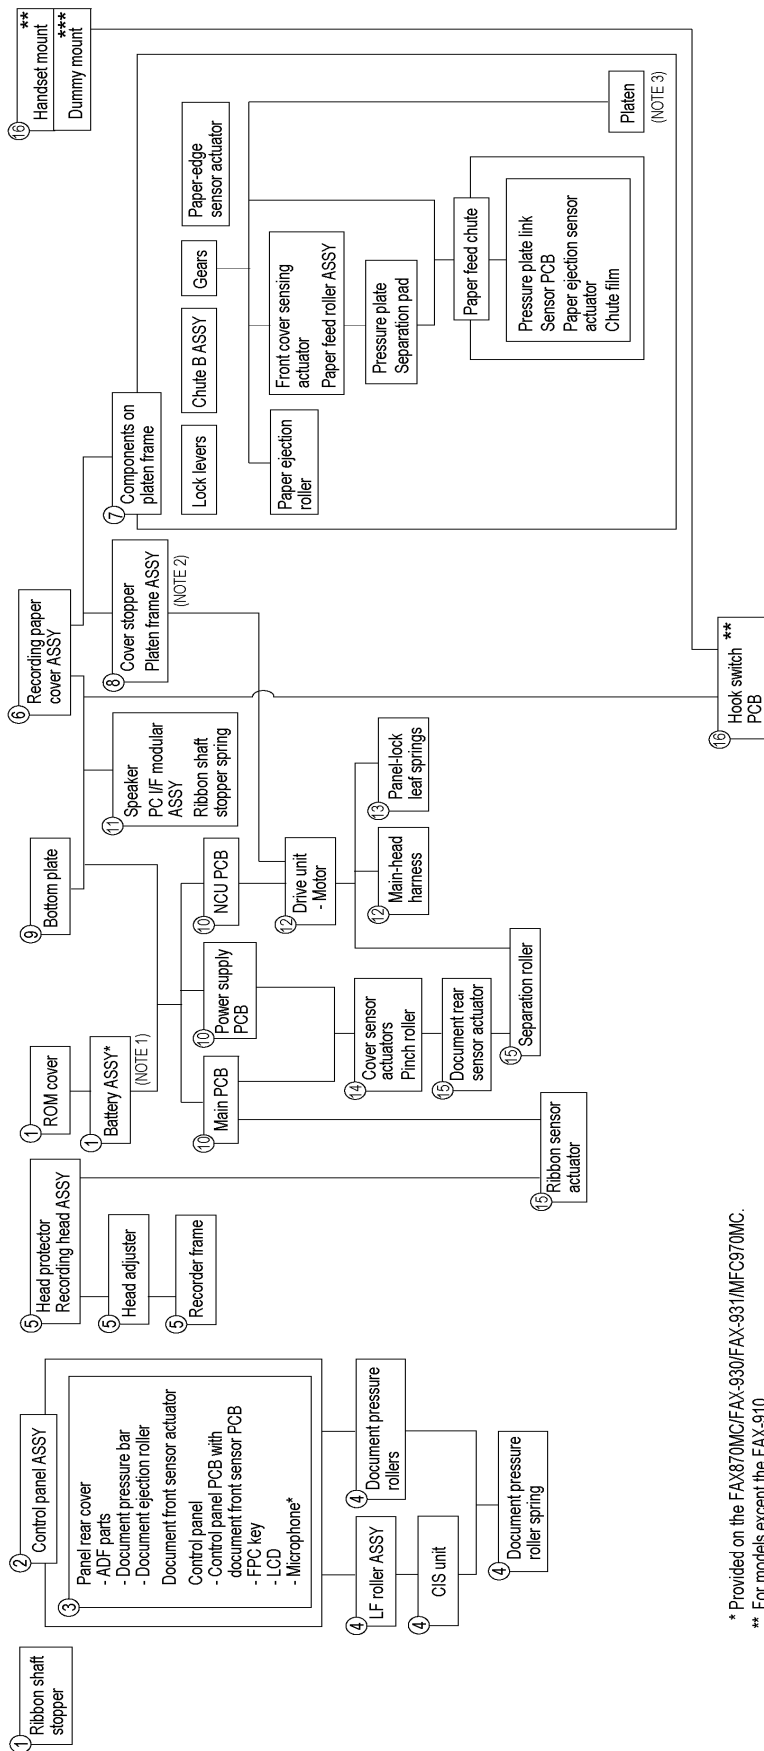 1
Ribbon shaft
stopper
2
Control panel ASSY
3
Panel rear cover
- ADF parts
- Document pressure bar
- Document ejection roller
Document front sensor actuator
Control panel
- Control panel PCB with
document front sensor PCB
- FPC key
- LCD
- Microphone*
4
LF roller ASSY
4
CIS unit
4
Document pressure
rollers
4
Document pressure
roller spring
5
Head protector
Recording head ASSY
5
Head adjuster
5
Recorder frame
15
Ribbon sensor
actuator
1
ROM cover
1
Battery ASSY*
(NOTE 1)
9
Bottom plate
10
Main PCB
10
Power supply
PCB
10
NCU PCB
14
Cover sensor
actuators
Pinch roller
15
Document rear
sensor actuator
15
Separation roller
12
Drive unit
- Motor
12
Main-head
harness
13
Panel-lock
leaf springs
6
Recording paper
cover ASSY
11
Speaker
PC I/F modular
ASSY
Ribbon shaft
stopper spring
8
Cover stopper
Platen frame ASSY
(NOTE 2)
7
Components on
platen frame
Lock levers
Chute B ASSY
Gears
Paper-edge
sensor actuator
Paper ejection
roller
Front cover sensing
actuator
Paper feed roller ASSY
Pressure plate
Separation pad
Paper feed chute
Pressure plate link
Sensor PCB
Paper ejection sensor
actuator
Chute film
Platen
(NOTE 3)
16
Handset mount **
Dummy mount ***
16
Hook switch **
PCB
* Provided on the FAX870MC/FAX-930/FAX-931/MFC970MC.
** For models except the FAX-910